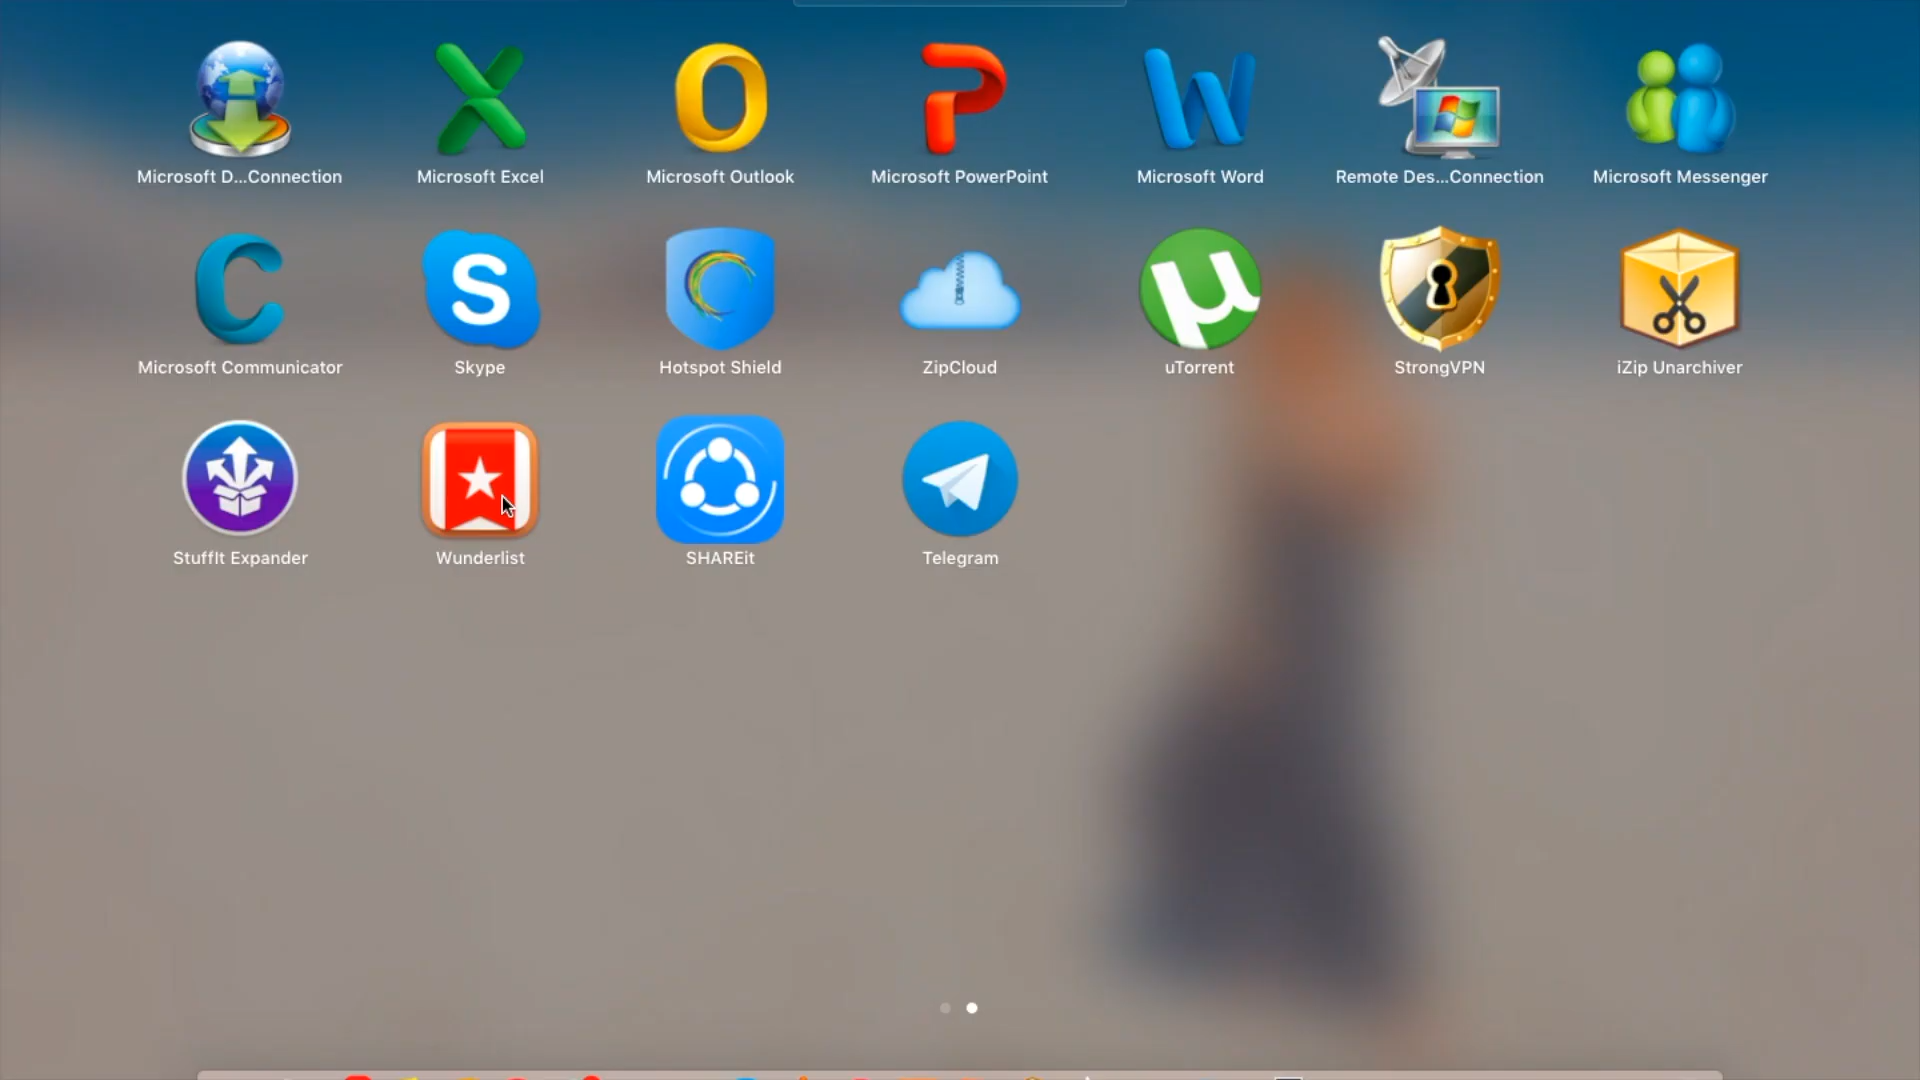 Microsoft D...Connection
Microsoft Excel
Microsoft Outlook
Microsoft PowerPoint
Microsoft Word
Remote Des...Connection
Microsoft Messenger
Microsoft Communicator
Skype
Hotspot Shield
ZipCloud
uTorrent
StrongVPN
iZip Unarchiver
StuffIt Expander
Wunderlist
SHAREit
Telegram